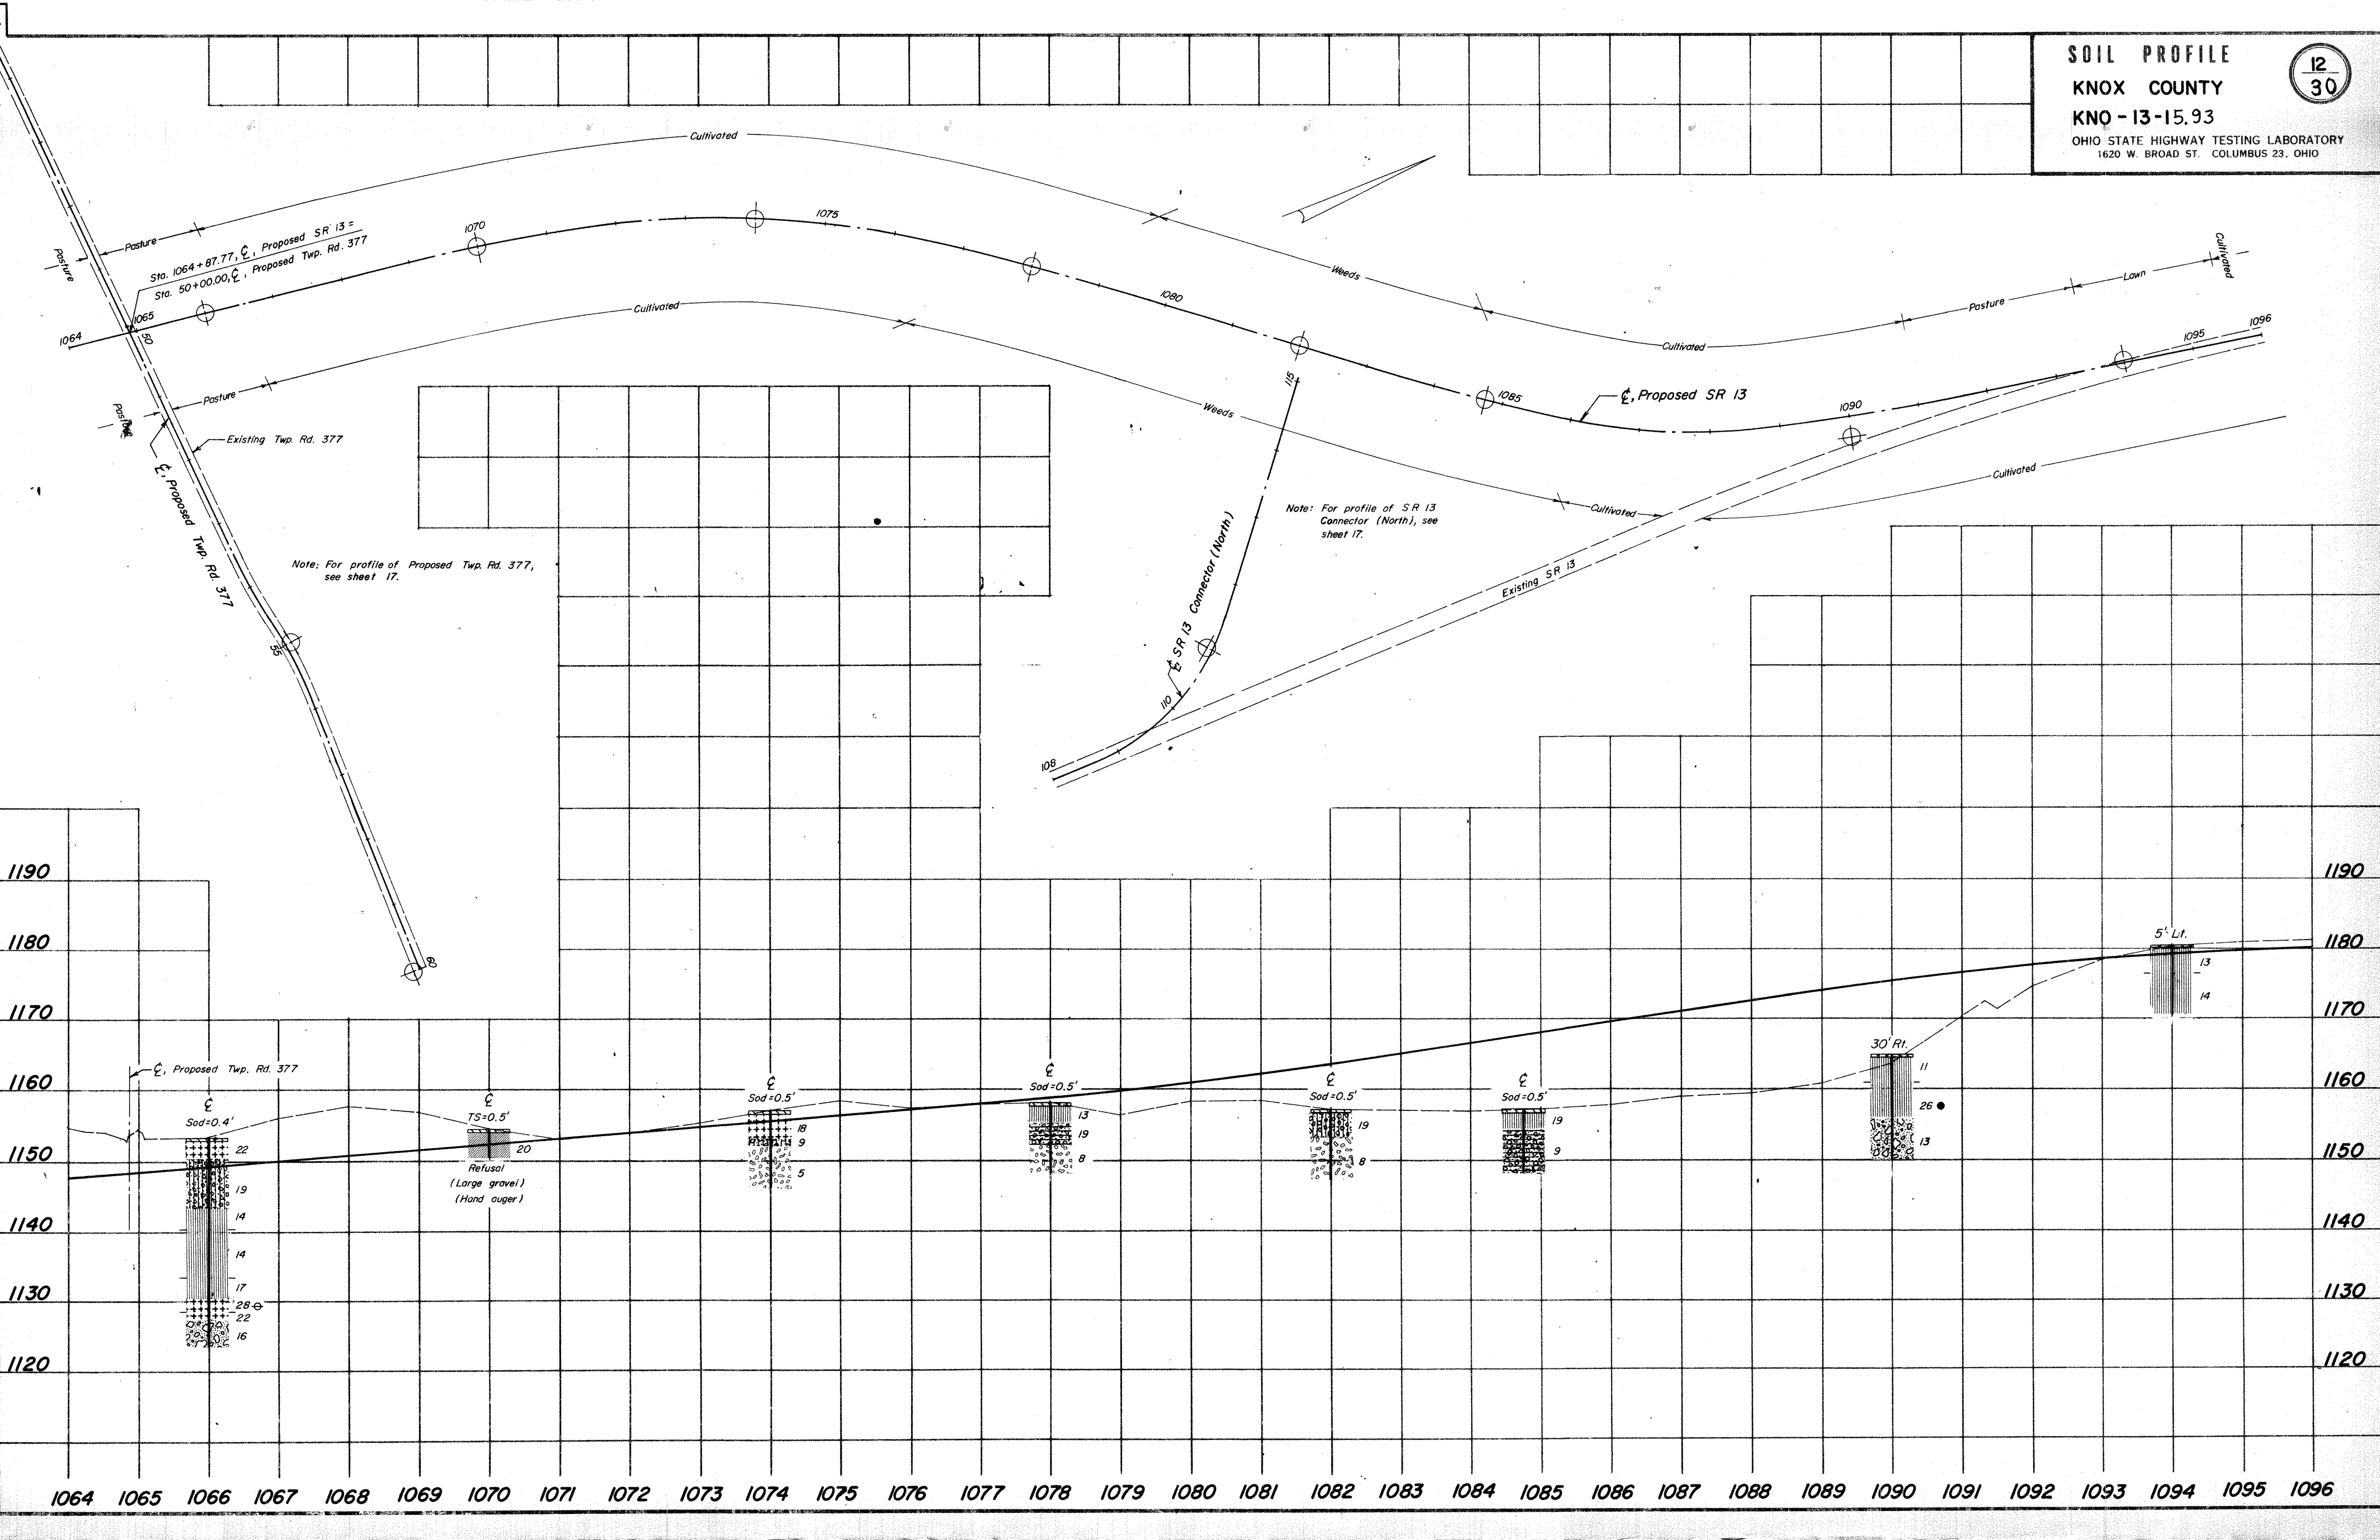 SOIL PROFILE
KNOX COUNTY
KNO-13-15.93
OHIO STATE HIGHWAY TESTING LABORATORY
1620 W. BROAD ST. COLUMBUS 23, OHIO
12
30
Cultivated
Pasture
Pasture
Sta. 1064+87.77, ℄, Proposed SR 13 =
Sta. 50+00.00, ℄, Proposed Twp. Rd. 377
1064
1065
50
1070
1075
1080
1085
1090
1095
1096
Weeds
Cultivated
Pasture
Lawn
Cultivated
Cultivated
Pasture
Pasture
Weeds
Cultivated
Cultivated
115
℄, Proposed SR 13
Existing Twp. Rd. 377
℄, Proposed Twp. Rd. 377
Note: For profile of Proposed Twp. Rd. 377,
see sheet 17.
Note: For profile of SR 13
Connector (North), see
sheet 17.
℄ SR 13 Connector (North)
Existing SR 13
55
60
110
108
1190
1180
1170
1160
1150
1140
1130
1120
1190
1180
1170
1160
1150
1140
1130
1120
℄, Proposed Twp. Rd. 377
℄
Sod=0.4'
22
19
14
14
17
28
22
16
℄
TS=0.5'
20
Refusal
(Large gravel)
(Hand auger)
℄
Sod=0.5'
18
9
5
℄
Sod=0.5'
13
19
8
℄
Sod=0.5'
19
8
℄
Sod=0.5'
19
9
30' Rt.
11
26
13
5' Lt.
13
14
1064 1065 1066 1067 1068 1069 1070 1071 1072 1073 1074 1075 1076 1077 1078 1079 1080 1081 1082 1083 1084 1085 1086 1087 1088 1089 1090 1091 1092 1093 1094 1095 1096